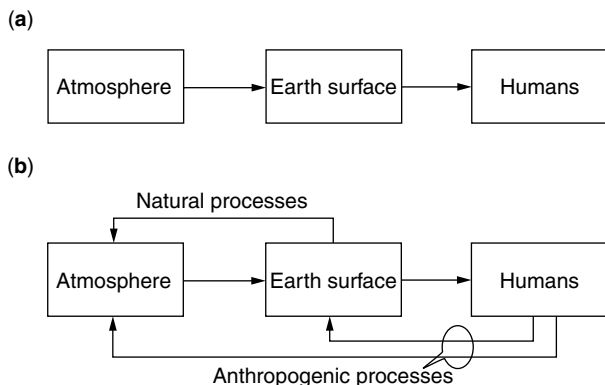 (a)
Atmosphere
Earth surface
Humans
(b)
Natural processes
Atmosphere
Earth surface
Humans
Anthropogenic processes